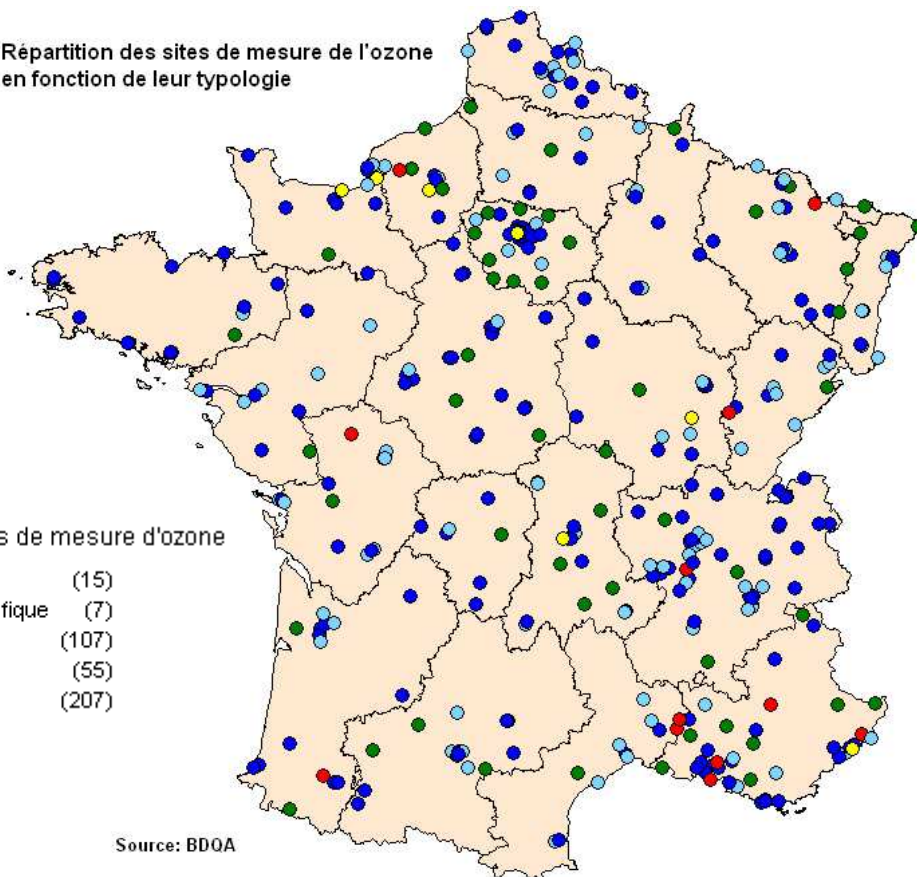 Répartition des sites de mesure de l'ozone
en fonction de leur typologie
s de mesure d'ozone
(15)
fique (7)
(107)
(55)
(207)
Source: BDQA